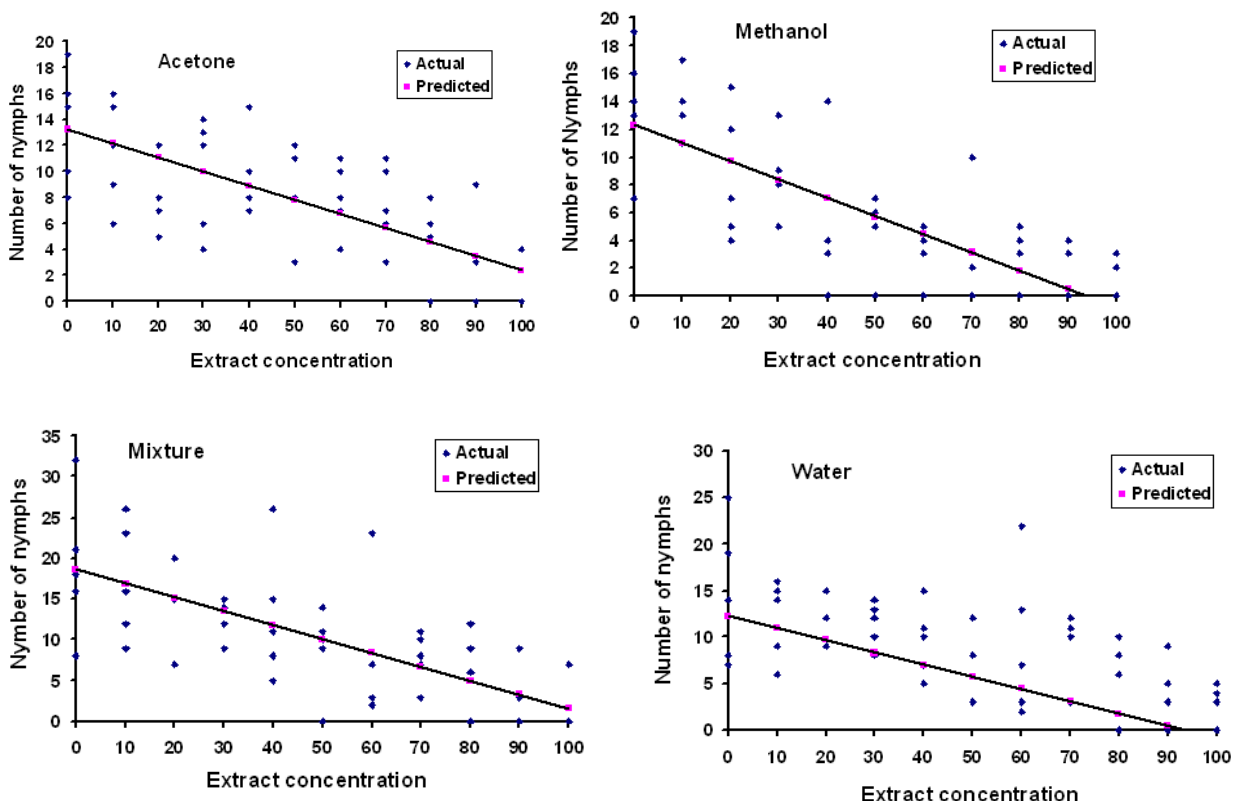 Acetone
Actual
Predicted
Number of nymphs
20
18
16
14
12
10
8
6
4
2
0
0 10 20 30 40 50 60 70 80 90 100
Extract concentration
Methanol
Actual
Predicted
Number of Nymphs
20
18
16
14
12
10
8
6
4
2
0
0 10 20 30 40 50 60 70 80 90 100
Extract concentration
Mixture
Actual
Predicted
Nymber of nymphs
35
30
25
20
15
10
5
0
0 10 20 30 40 50 60 70 80 90 100
Extract concentration
Water
Actual
Predicted
Number of nymphs
30
25
20
15
10
5
0
0 10 20 30 40 50 60 70 80 90 100
Extract concentration